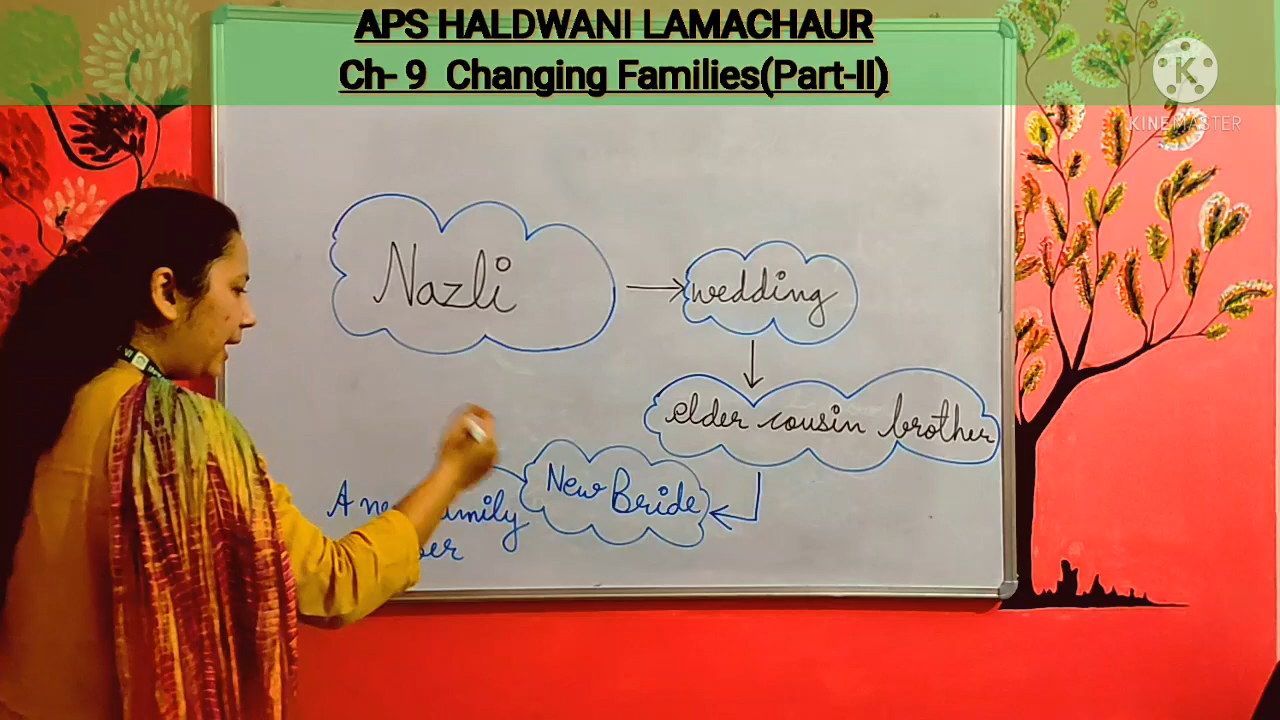 APS HALDWANI LAMACHAUR
Ch- 9 Changing Families(Part-II)
K
KINEMASTER
Nazli
wedding
elder cousin brother
New Bride
A